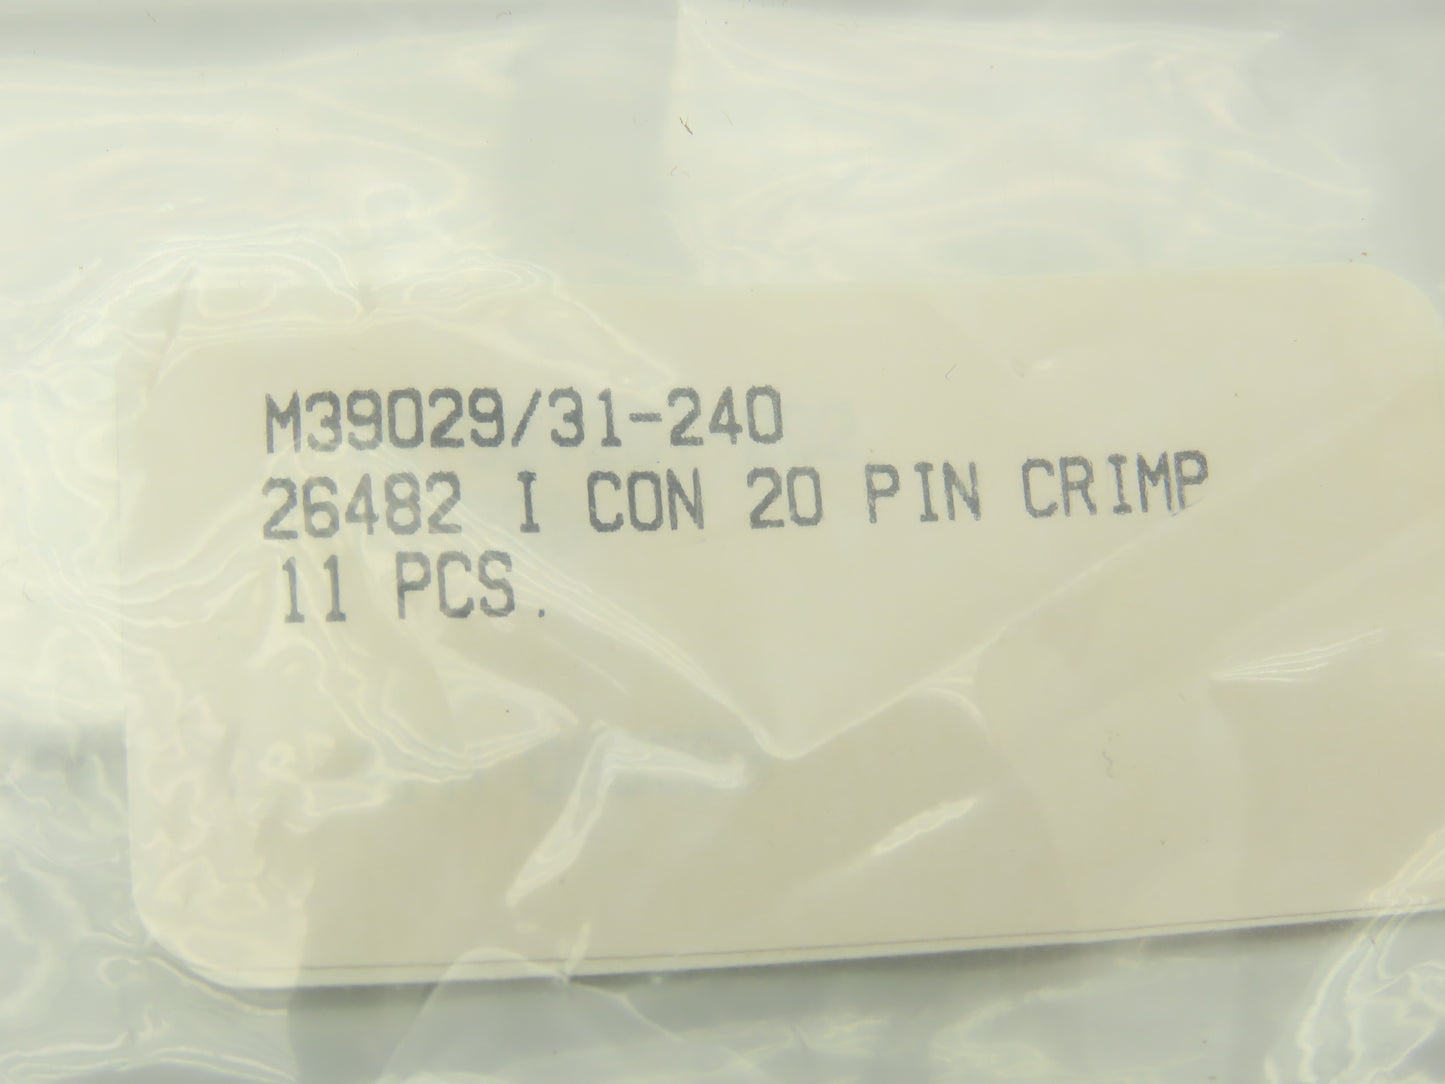 M39029/31-240
26482 I CON 20 PIN CRIMP
11 PCS.